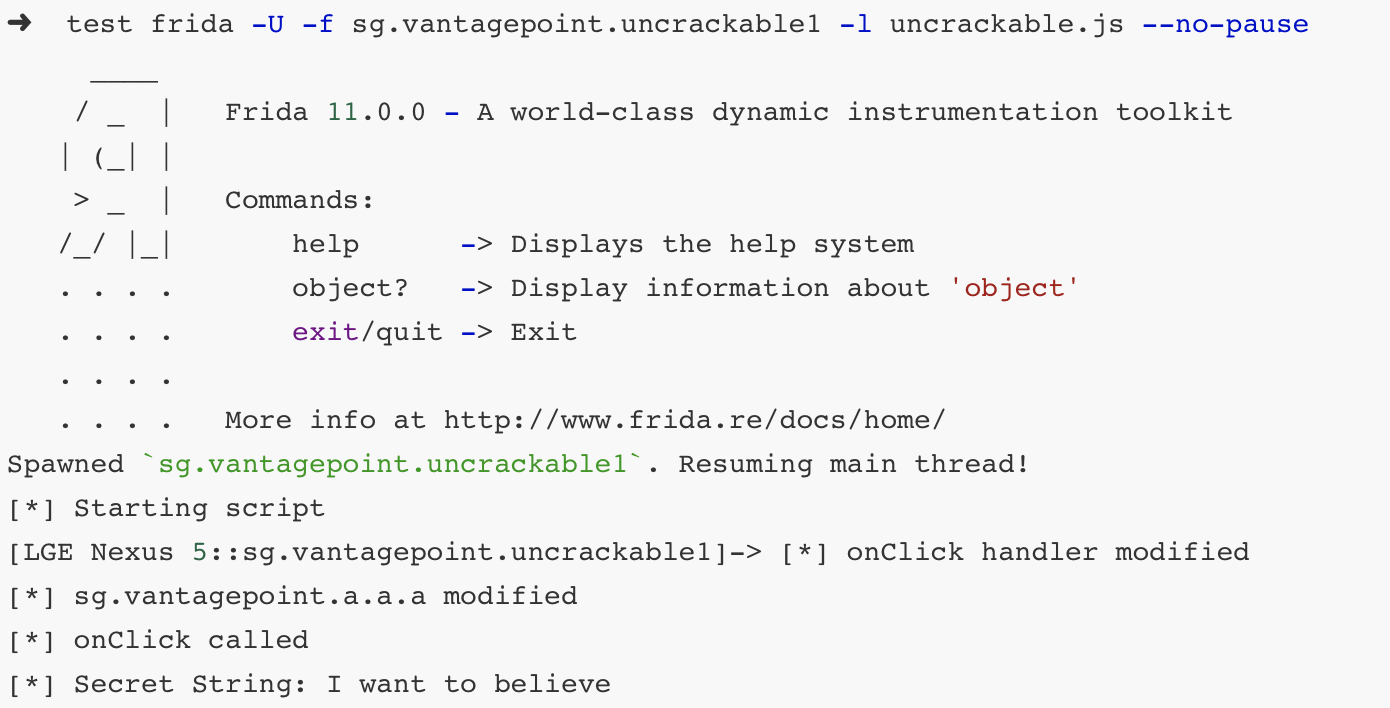 ➜  test frida -U -f sg.vantagepoint.uncrackable1 -l uncrackable.js --no-pause
     ____
    / _  |   Frida 11.0.0 - A world-class dynamic instrumentation toolkit
   | (_| |
    > _  |   Commands:
   /_/ |_|       help      -> Displays the help system
   . . . .       object?   -> Display information about 'object'
   . . . .       exit/quit -> Exit
   . . . .
   . . . .   More info at http://www.frida.re/docs/home/
Spawned `sg.vantagepoint.uncrackable1`. Resuming main thread!
[*] Starting script
[LGE Nexus 5::sg.vantagepoint.uncrackable1]-> [*] onClick handler modified
[*] sg.vantagepoint.a.a.a modified
[*] onClick called
[*] Secret String: I want to believe